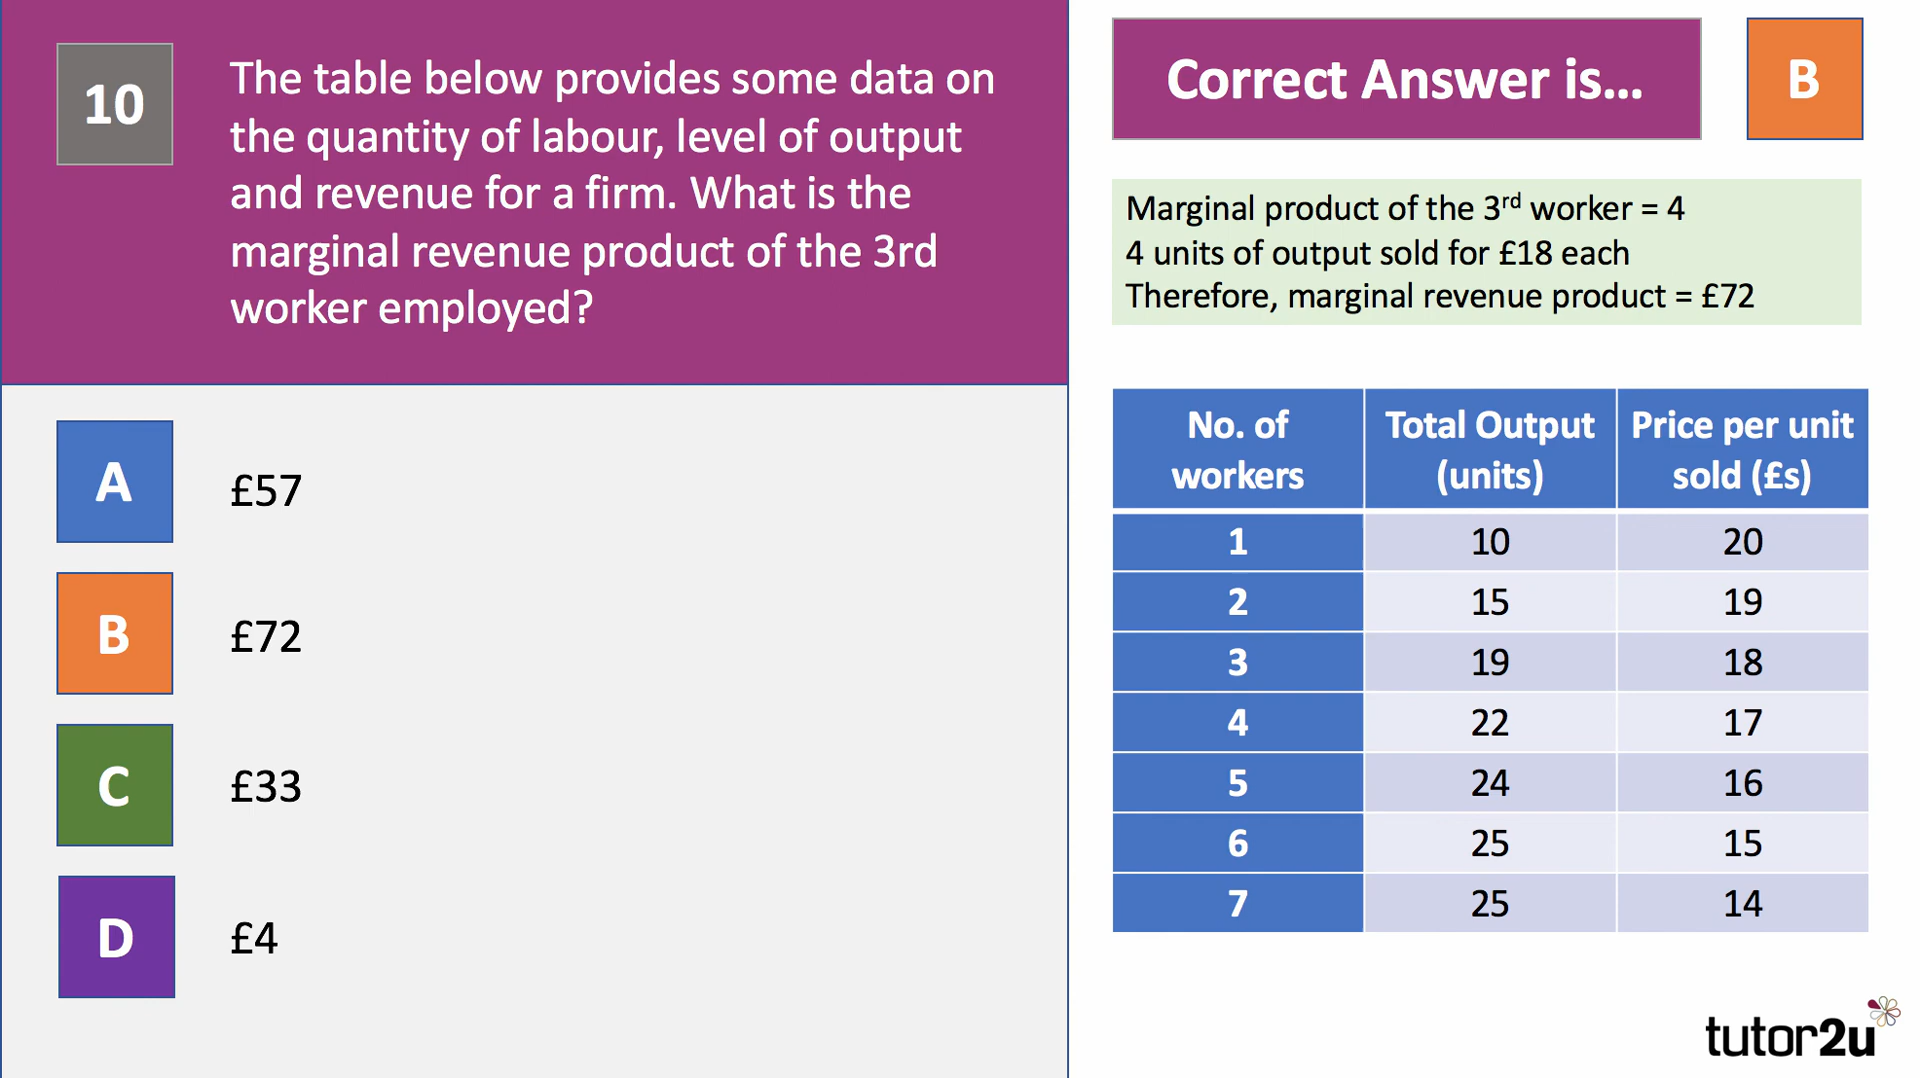 10
The table below provides some data on
the quantity of labour, level of output
and revenue for a firm. What is the
marginal revenue product of the 3rd
worker employed?
A
£57
B
£72
C
£33
D
£4
Correct Answer is...
B
Marginal product of the 3rd worker = 4
4 units of output sold for £18 each
Therefore, marginal revenue product = £72
No. of workers Total Output (units) Price per unit sold (£s)
1 10 20
2 15 19
3 19 18
4 22 17
5 24 16
6 25 15
7 25 14
tutor2u